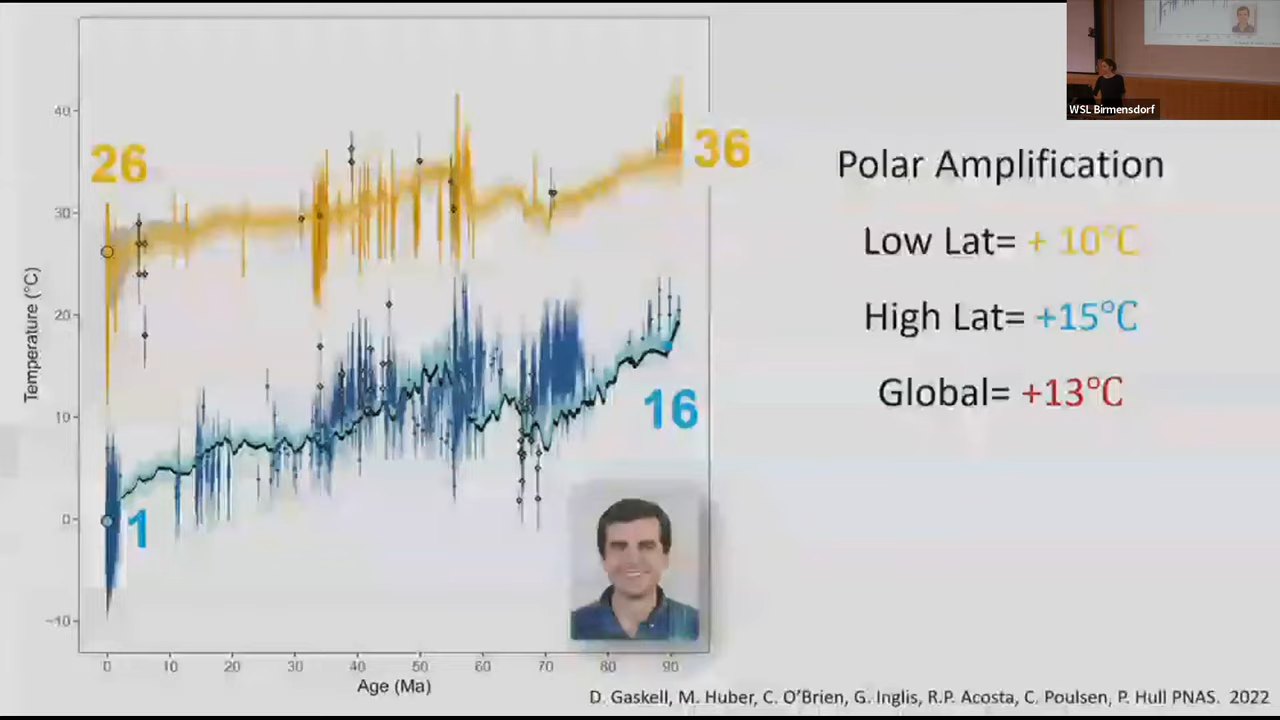 WSL Birmensdorf
40
30
20
10
0
−10
Temperature (°C)
26
36
16
1
0 10 20 30 40 50 60 70 80 90
Age (Ma)
Polar Amplification
Low Lat= + 10°C
High Lat= +15°C
Global= +13°C
D. Gaskell, M. Huber, C. O'Brien, G. Inglis, R.P. Acosta, C. Poulsen, P. Hull PNAS. 2022